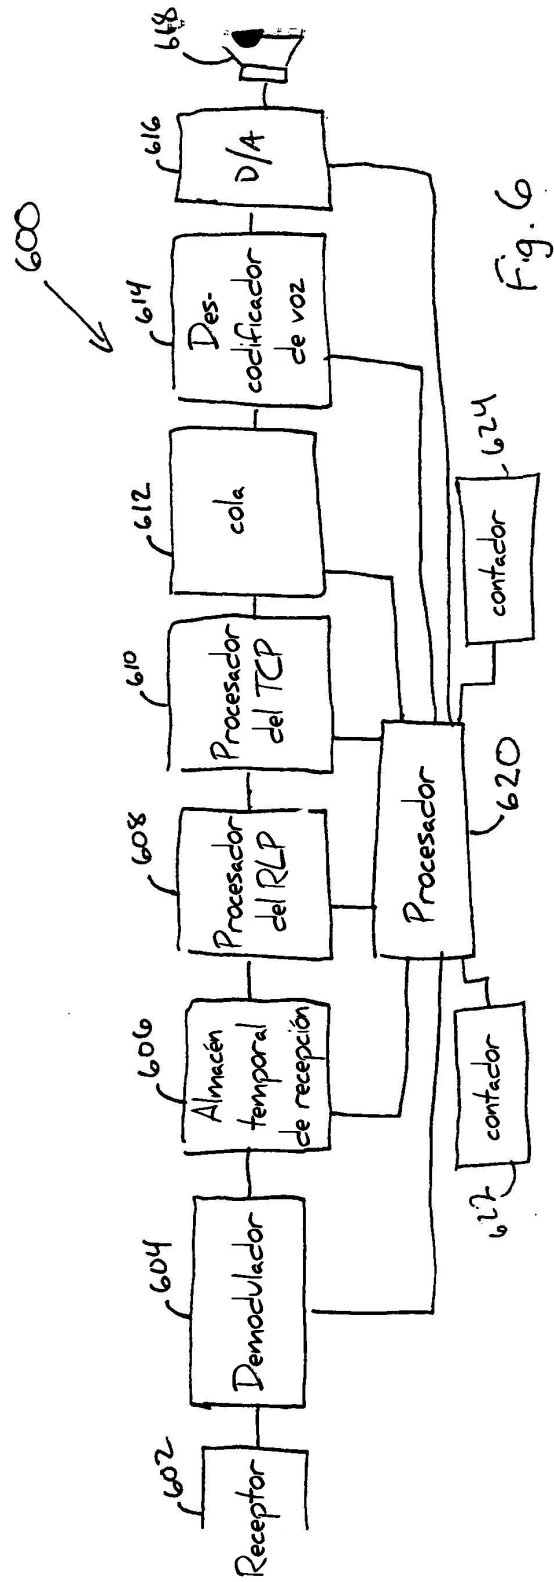 600
602
Receptor
604
Demodulador
606
Almacén
temporal
de recepción
608
Procesador
del RLP
610
Procesador
del TCP
612
cola
614
Des-
codificador
de voz
616
D/A
618
Procesador
620
contador
622
contador
624
Fig. 6